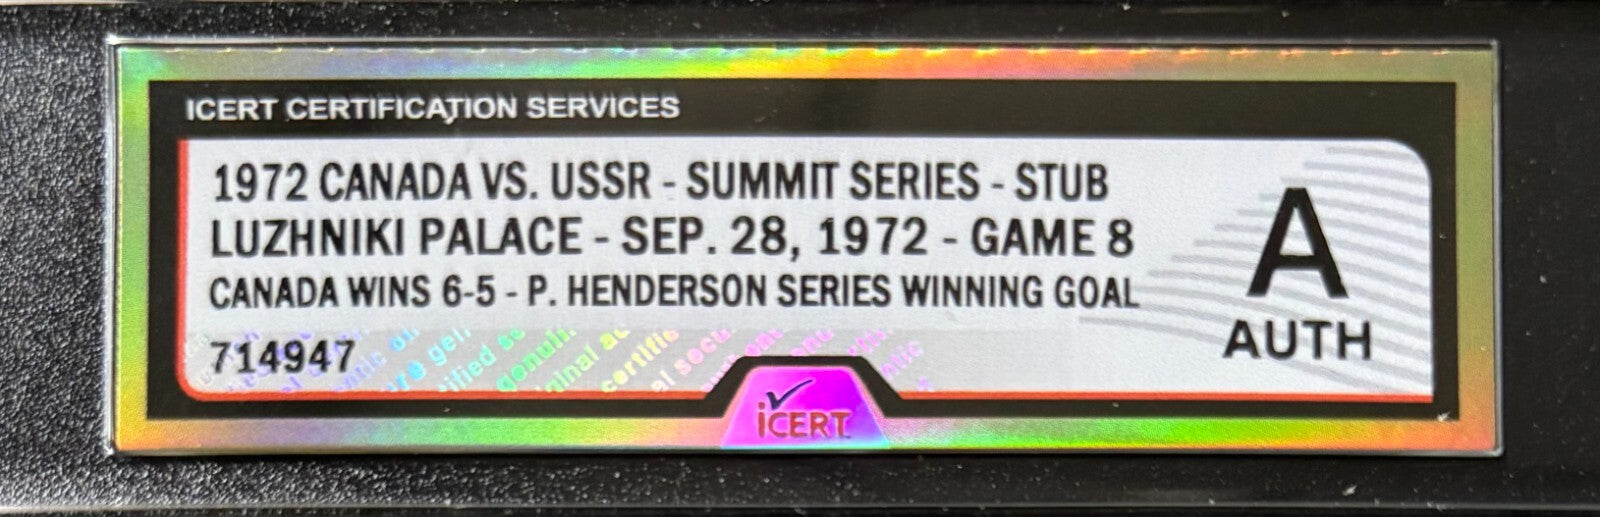 ICERT CERTIFICATION SERVICES
1972 CANADA VS. USSR - SUMMIT SERIES - STUB
LUZHNIKI PALACE - SEP. 28, 1972 - GAME 8
CANADA WINS 6-5 - P. HENDERSON SERIES WINNING GOAL
714947
A
AUTH
iCERT